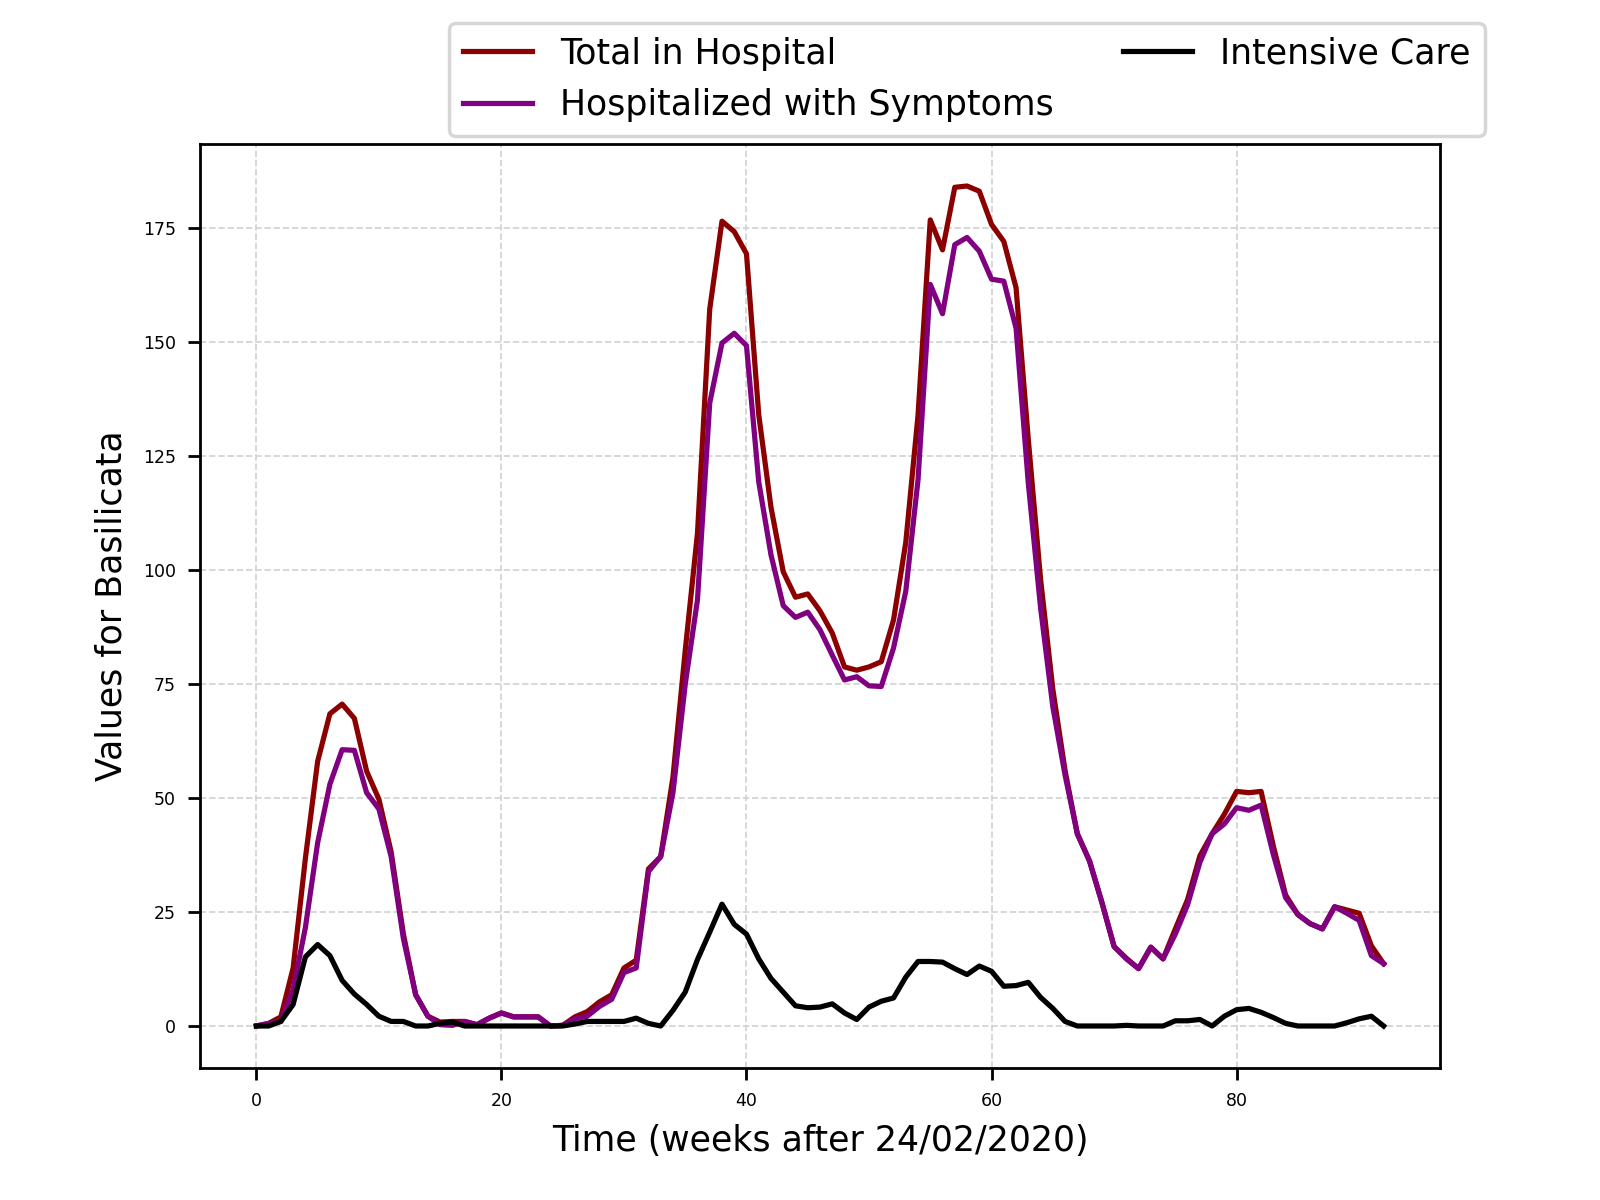 Total in Hospital
Hospitalized with Symptoms
Intensive Care
175
150
125
100
75
50
25
0
Values for Basilicata
0 20 40 60 80
Time (weeks after 24/02/2020)